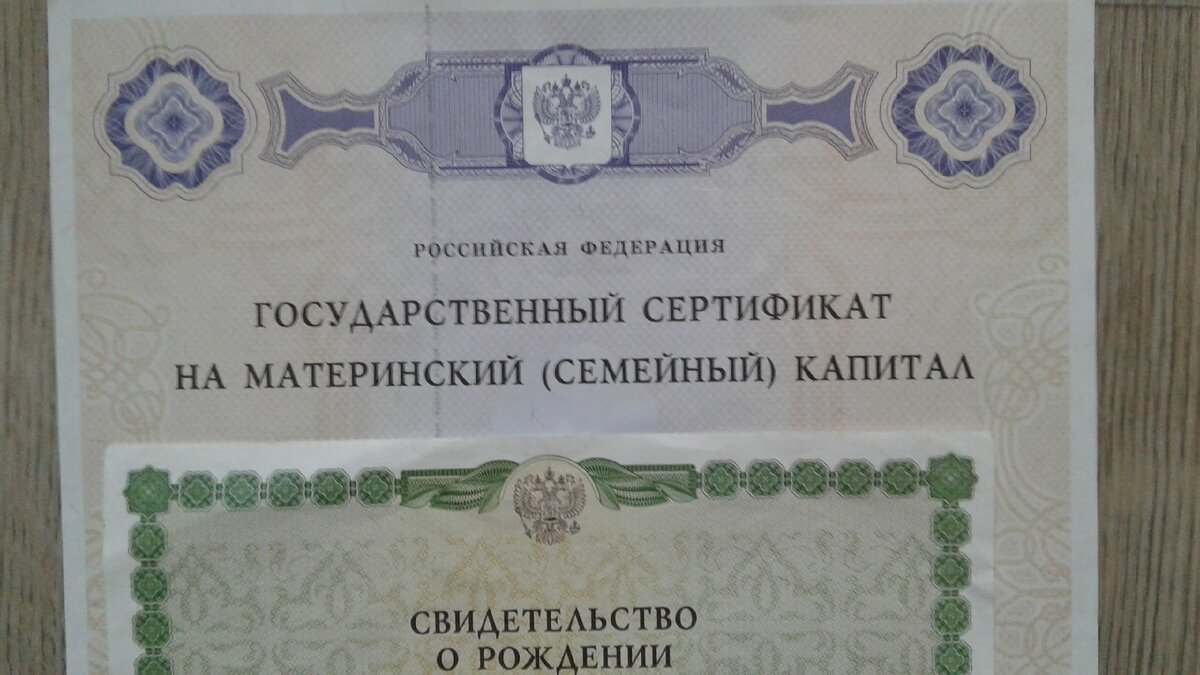 РОССИЙСКАЯ ФЕДЕРАЦИЯ
ГОСУДАРСТВЕННЫЙ СЕРТИФИКАТ
НА МАТЕРИНСКИЙ (СЕМЕЙНЫЙ) КАПИТАЛ
СВИДЕТЕЛЬСТВО
О РОЖДЕНИИ